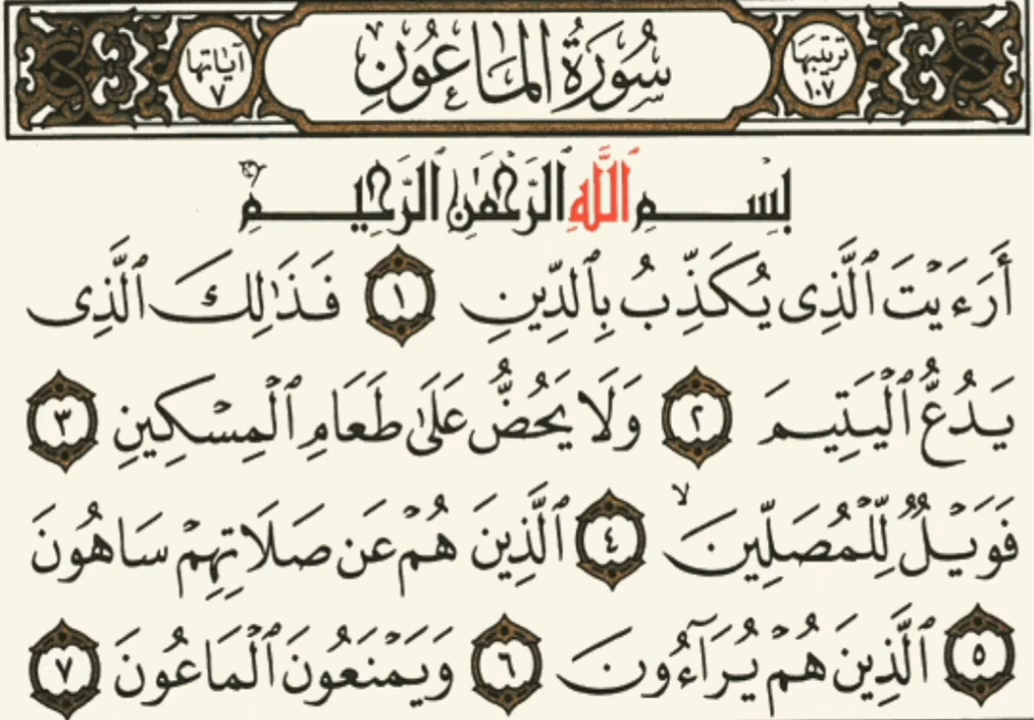 ترتيبها ١٠٧ سُورَةُ المَاعُونِ آياتها ٧
بِسْمِ ٱللَّهِ ٱلرَّحْمَٰنِ ٱلرَّحِيمِ
أَرَءَيْتَ ٱلَّذِى يُكَذِّبُ بِٱلدِّينِ ١ فَذَٰلِكَ ٱلَّذِى
يَدُعُّ ٱلْيَتِيمَ ٢ وَلَا يَحُضُّ عَلَىٰ طَعَامِ ٱلْمِسْكِينِ ٣
فَوَيْلٌ لِّلْمُصَلِّينَ ۙ ٤ ٱلَّذِينَ هُمْ عَن صَلَاتِهِمْ سَاهُونَ
٥ ٱلَّذِينَ هُمْ يُرَآءُونَ ٦ وَيَمْنَعُونَ ٱلْمَاعُونَ ٧